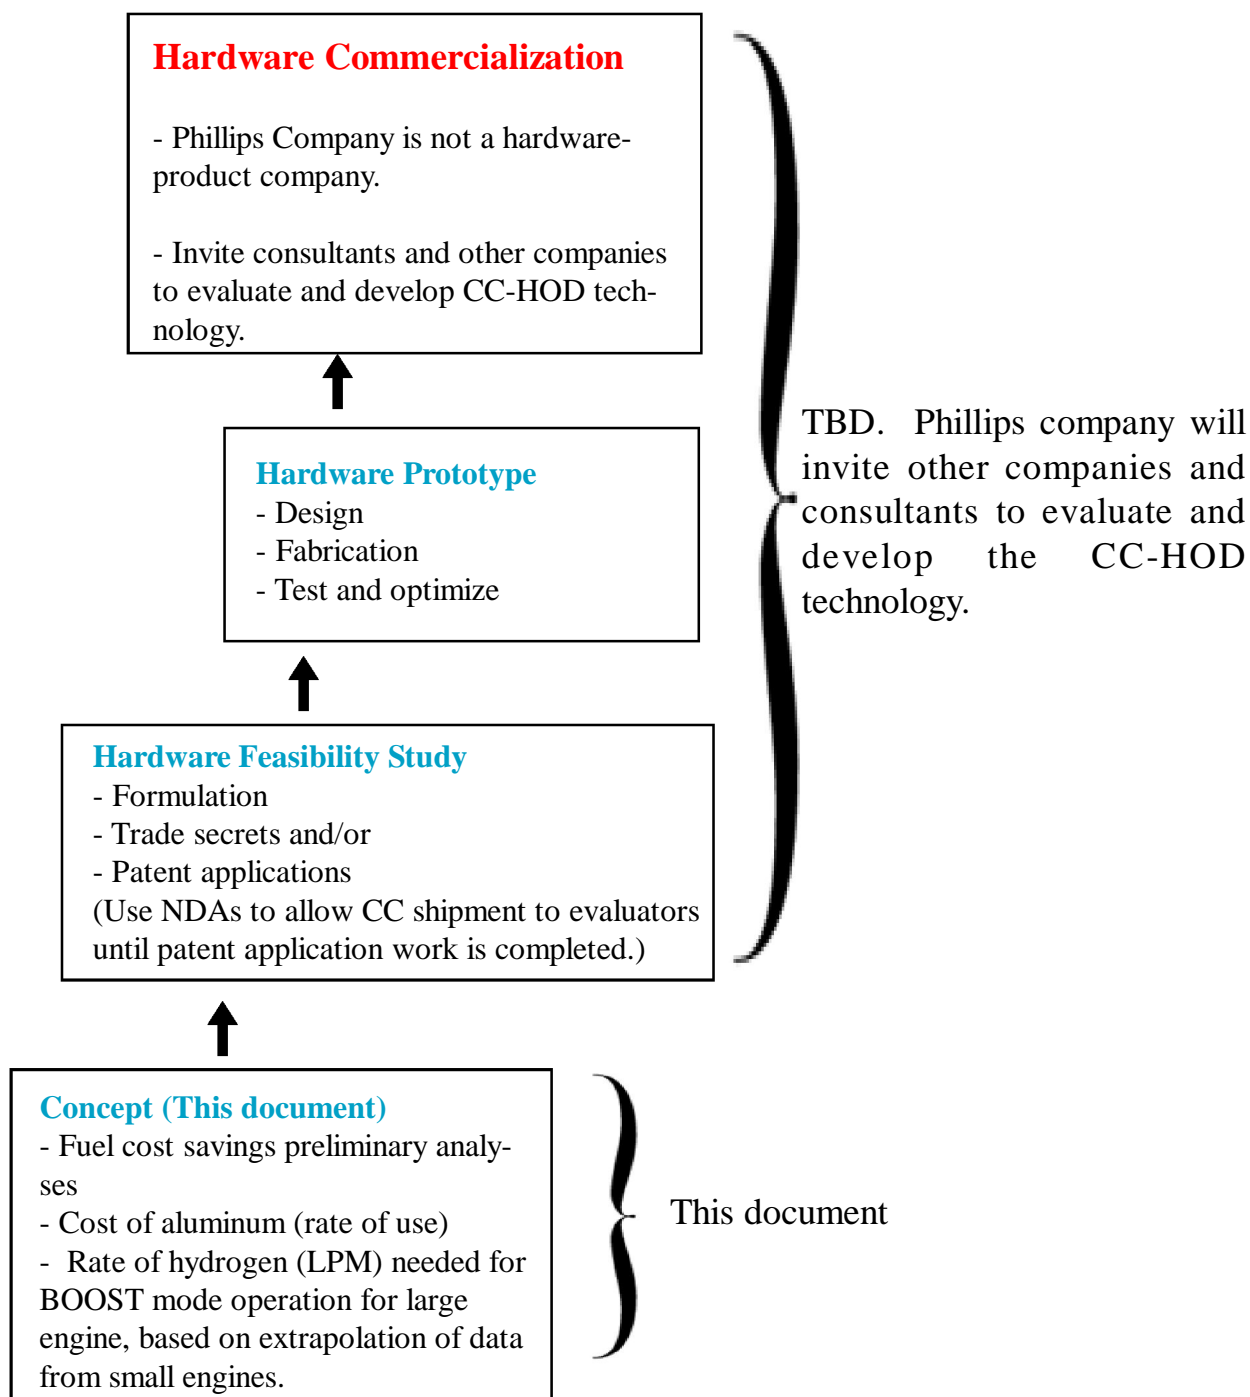 Hardware Commercialization
- Phillips Company is not a hardware-
product company.
- Invite consultants and other companies
to evaluate and develop CC-HOD tech-
nology.
TBD. Phillips company will
invite other companies and
consultants to evaluate and
develop the CC-HOD
technology.
Hardware Prototype
- Design
- Fabrication
- Test and optimize
Hardware Feasibility Study
- Formulation
- Trade secrets and/or
- Patent applications
(Use NDAs to allow CC shipment to evaluators
until patent application work is completed.)
Concept (This document)
- Fuel cost savings preliminary analy-
ses
- Cost of aluminum (rate of use)
- Rate of hydrogen (LPM) needed for
BOOST mode operation for large
engine, based on extrapolation of data
from small engines.
This document